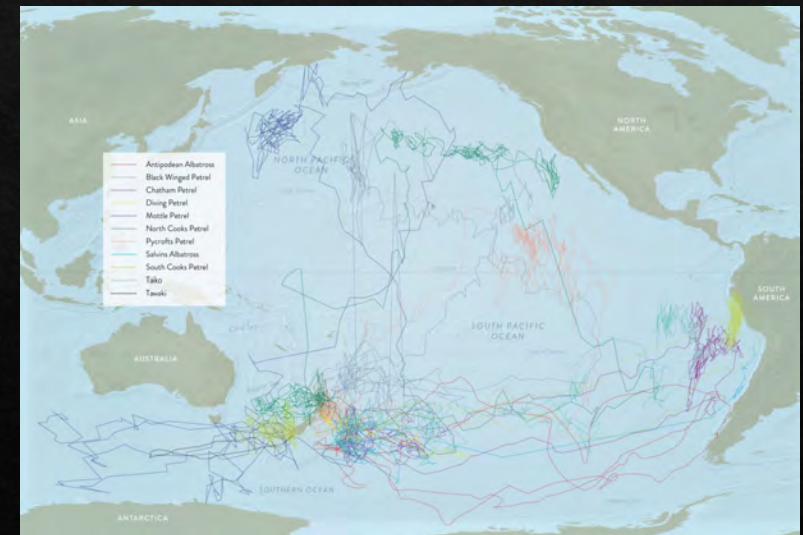 ASIA
NORTH
AMERICA
NORTH PACIFIC
OCEAN
Antipodean Albatross
Black Winged Petrel
Chatham Petrel
Diving Petrel
Mottle Petrel
North Cooks Petrel
Pycrofts Petrel
Salvins Albatross
South Cooks Petrel
Taiko
Tawaki
SOUTH
AMERICA
SOUTH PACIFIC
OCEAN
AUSTRALIA
SOUTHERN OCEAN
ANTARCTICA